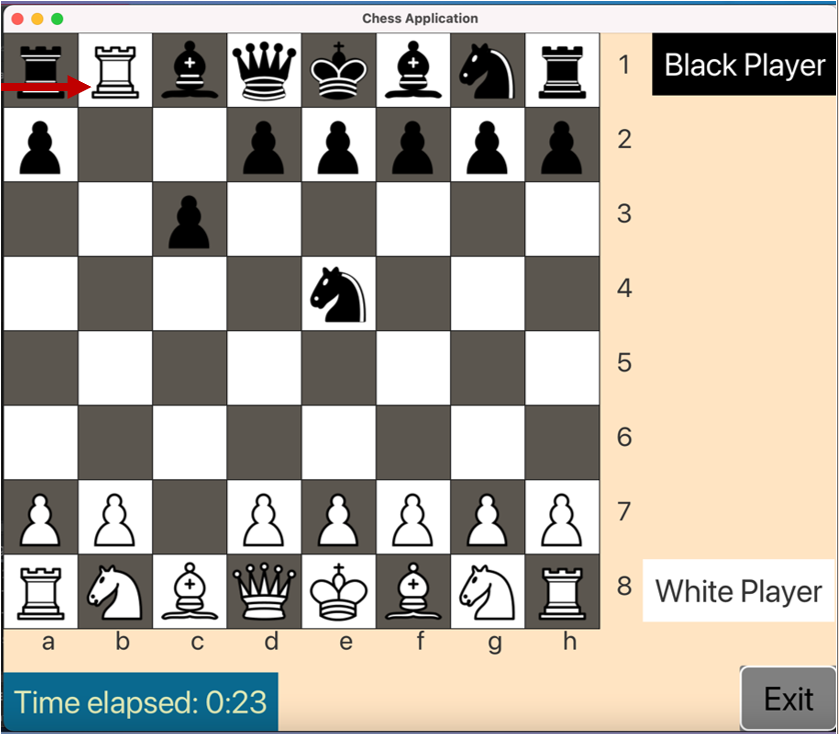 Chess Application
1
Black Player
2
3
4
5
6
7
8
White Player
a b c d e f g h
Time elapsed: 0:23
Exit